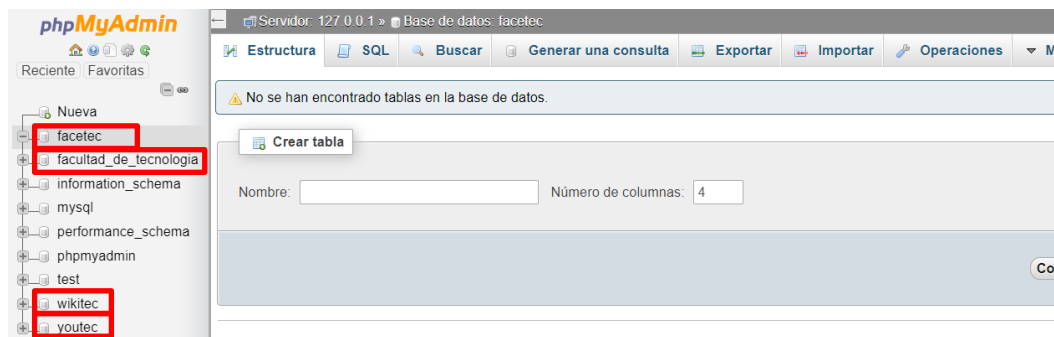 phpMyAdmin
Reciente Favoritas
Nueva
facetec
facultad_de_tecnologia
information_schema
mysql
performance_schema
phpmyadmin
test
wikitec
youtec
Servidor: 127.0.0.1 » Base de datos: facetec
Estructura SQL Buscar Generar una consulta Exportar Importar Operaciones M
No se han encontrado tablas en la base de datos.
Crear tabla
Nombre: Número de columnas: 4
Co